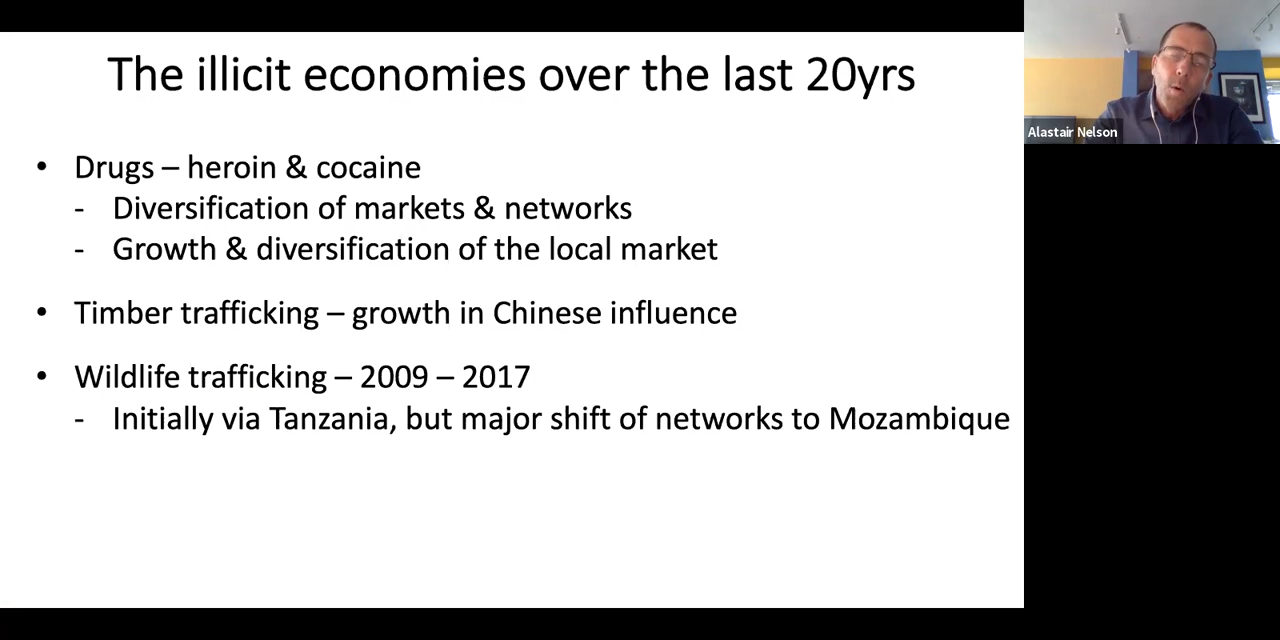 The illicit economies over the last 20yrs
• Drugs – heroin & cocaine
- Diversification of markets & networks
- Growth & diversification of the local market
• Timber trafficking – growth in Chinese influence
• Wildlife trafficking – 2009 – 2017
- Initially via Tanzania, but major shift of networks to Mozambique
Alastair Nelson